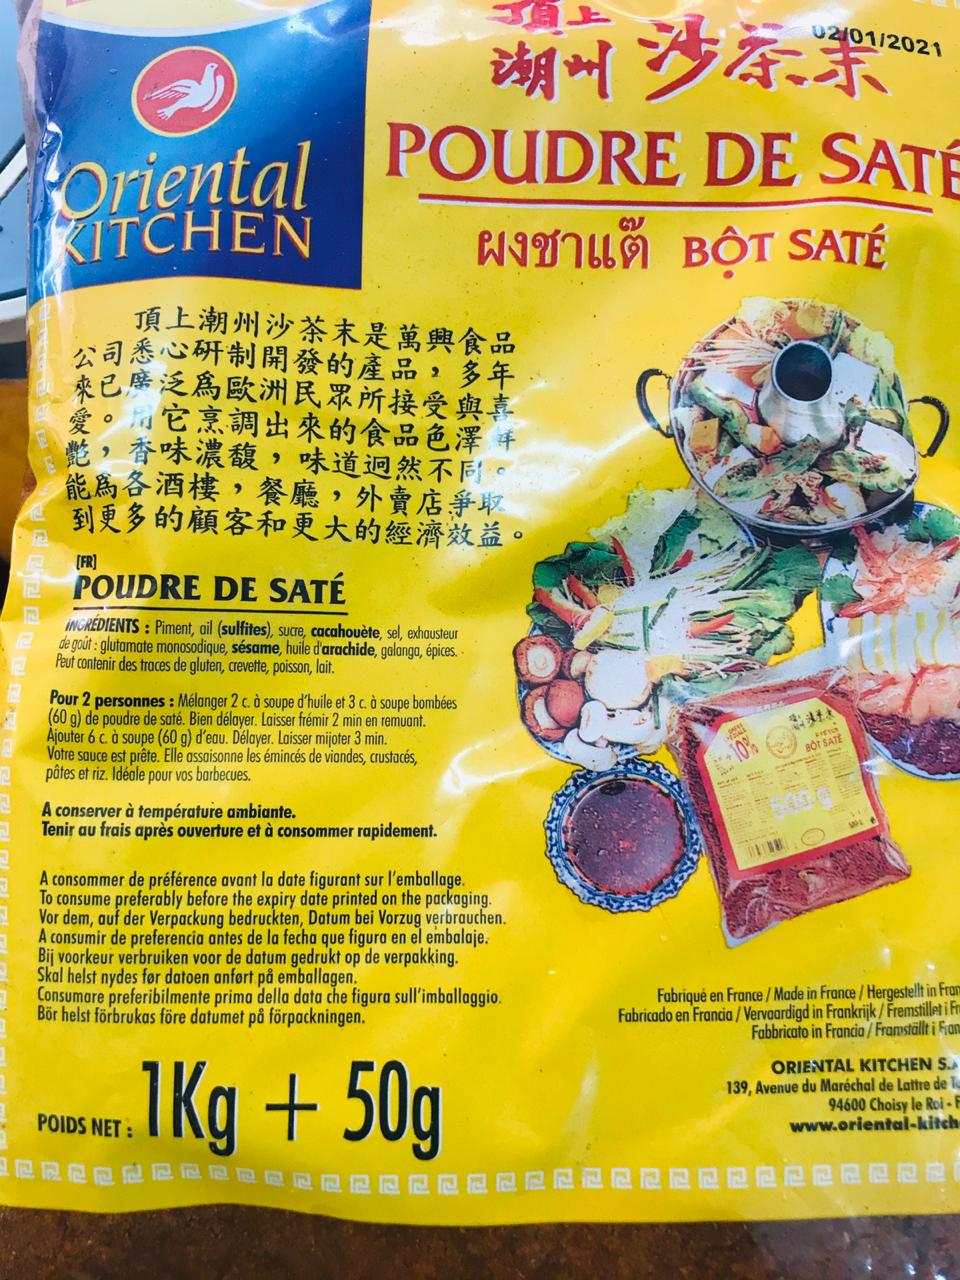 頂上
潮州 沙茶末
02/01/2021
Oriental
KITCHEN
POUDRE DE SATÉ
ผงชาแต๊ BỘT SATÉ
頂上潮州沙茶末是萬興食品
公司悉心研制開發的產品，多年
來已廣泛為歐洲民眾所接受與喜
愛。用它烹調出來的食品色澤鮮
艷，香味濃馥，味道迥然不同。
能為各酒樓，餐廳，外賣店爭取
到更多的顧客和更大的經濟效益。
[FR]
POUDRE DE SATÉ
INGRÉDIENTS : Piment, ail (sulfites), sucre, cacahouète, sel, exhausteur
de goût : glutamate monosodique, sésame, huile d'arachide, galanga, épices.
Peut contenir des traces de gluten, crevette, poisson, lait.
Pour 2 personnes : Mélanger 2 c. à soupe d'huile et 3 c. à soupe bombées
(60 g) de poudre de saté. Bien délayer. Laisser frémir 2 min en remuant.
Ajouter 6 c. à soupe (60 g) d'eau. Délayer. Laisser mijoter 3 min.
Votre sauce est prête. Elle assaisonne les émincés de viandes, crustacés,
pâtes et riz. Idéale pour vos barbecues.
A conserver à température ambiante.
Tenir au frais après ouverture et à consommer rapidement.
A consommer de préférence avant la date figurant sur l'emballage.
To consume preferably before the expiry date printed on the packaging.
Vor dem, auf der Verpackung bedruckten, Datum bei Vorzug verbrauchen.
A consumir de preferencia antes de la fecha que figura en el embalaje.
Bij voorkeur verbruiken voor de datum gedrukt op de verpakking.
Skal helst nydes før datoen anført på emballagen.
Consumare preferibilmente prima della data che figura sull'imballaggio.
Bör helst förbrukas före datumet på förpackningen.
10%
BỘT SATÉ
500 g
Fabriqué en France / Made in France / Hergestellt in Fran
Fabricado en Francia / Vervaardigd in Frankrijk / Fremstillet i Fr
Fabbricato in Francia / Framställt i Fran
ORIENTAL KITCHEN S.A
139, Avenue du Maréchal de Lattre de Ta
94600 Choisy le Roi - F
www.oriental-kitch
POIDS NET : 1Kg + 50g